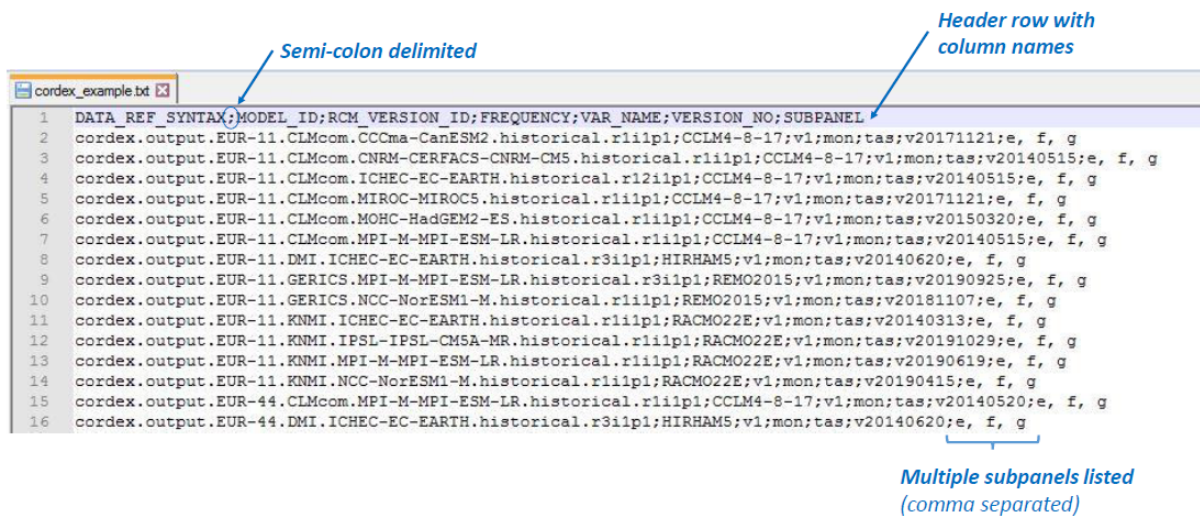 Header row with
column names
Semi-colon delimited
cordex_example.txt
1 DATA_REF_SYNTAX;MODEL_ID;RCM_VERSION_ID;FREQUENCY;VAR_NAME;VERSION_NO;SUBPANEL
2 cordex.output.EUR-11.CLMcom.CCCma-CanESM2.historical.r1i1p1;CCLM4-8-17;v1;mon;tas;v20171121;e, f, g
3 cordex.output.EUR-11.CLMcom.CNRM-CERFACS-CNRM-CM5.historical.r1i1p1;CCLM4-8-17;v1;mon;tas;v20140515;e, f, g
4 cordex.output.EUR-11.CLMcom.ICHEC-EC-EARTH.historical.r12i1p1;CCLM4-8-17;v1;mon;tas;v20140515;e, f, g
5 cordex.output.EUR-11.CLMcom.MIROC-MIROC5.historical.r1i1p1;CCLM4-8-17;v1;mon;tas;v20171121;e, f, g
6 cordex.output.EUR-11.CLMcom.MOHC-HadGEM2-ES.historical.r1i1p1;CCLM4-8-17;v1;mon;tas;v20150320;e, f, g
7 cordex.output.EUR-11.CLMcom.MPI-M-MPI-ESM-LR.historical.r1i1p1;CCLM4-8-17;v1;mon;tas;v20140515;e, f, g
8 cordex.output.EUR-11.DMI.ICHEC-EC-EARTH.historical.r3i1p1;HIRHAM5;v1;mon;tas;v20140620;e, f, g
9 cordex.output.EUR-11.GERICS.MPI-M-MPI-ESM-LR.historical.r3i1p1;REMO2015;v1;mon;tas;v20190925;e, f, g
10 cordex.output.EUR-11.GERICS.NCC-NorESM1-M.historical.r1i1p1;REMO2015;v1;mon;tas;v20181107;e, f, g
11 cordex.output.EUR-11.KNMI.ICHEC-EC-EARTH.historical.r1i1p1;RACMO22E;v1;mon;tas;v20140313;e, f, g
12 cordex.output.EUR-11.KNMI.IPSL-IPSL-CM5A-MR.historical.r1i1p1;RACMO22E;v1;mon;tas;v20191029;e, f, g
13 cordex.output.EUR-11.KNMI.MPI-M-MPI-ESM-LR.historical.r1i1p1;RACMO22E;v1;mon;tas;v20190619;e, f, g
14 cordex.output.EUR-11.KNMI.NCC-NorESM1-M.historical.r1i1p1;RACMO22E;v1;mon;tas;v20190415;e, f, g
15 cordex.output.EUR-44.CLMcom.MPI-M-MPI-ESM-LR.historical.r1i1p1;CCLM4-8-17;v1;mon;tas;v20140520;e, f, g
16 cordex.output.EUR-44.DMI.ICHEC-EC-EARTH.historical.r3i1p1;HIRHAM5;v1;mon;tas;v20140620;e, f, g
Multiple subpanels listed
(comma separated)